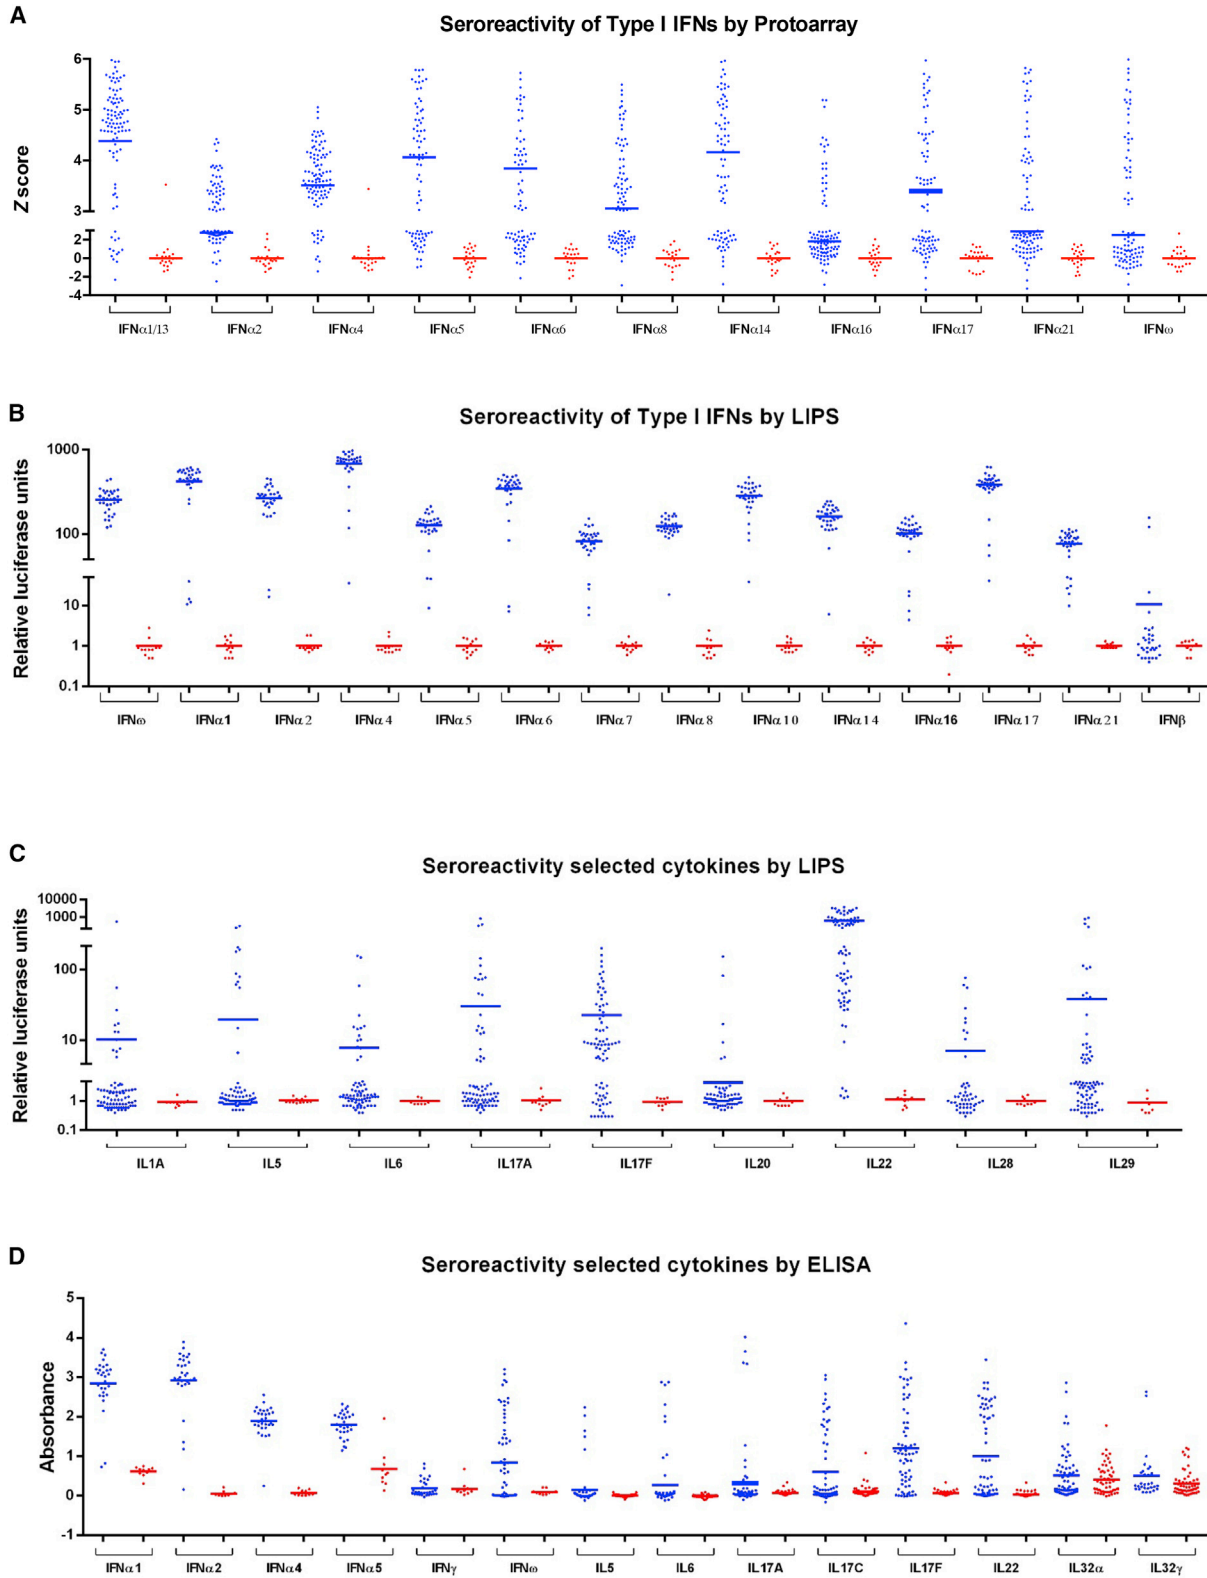 A
Seroreactivity of Type I IFNs by Protoarray
Z score
6
5
4
3
2
0
-2
-4
IFNα1/13 IFNα2 IFNα4 IFNα5 IFNα6 IFNα8 IFNα14 IFNα16 IFNα17 IFNα21 IFNω
B
Seroreactivity of Type I IFNs by LIPS
Relative luciferase units
1000
100
10
1
0.1
IFNω IFNα1 IFNα2 IFNα4 IFNα5 IFNα6 IFNα7 IFNα8 IFNα10 IFNα14 IFNα16 IFNα17 IFNα21 IFNβ
C
Seroreactivity selected cytokines by LIPS
Relative luciferase units
10000
1000
100
10
1
0.1
IL1A IL5 IL6 IL17A IL17F IL20 IL22 IL28 IL29
D
Seroreactivity selected cytokines by ELISA
Absorbance
5
4
3
2
1
0
-1
IFNα1 IFNα2 IFNα4 IFNα5 IFNγ IFNω IL5 IL6 IL17A IL17C IL17F IL22 IL32α IL32γ